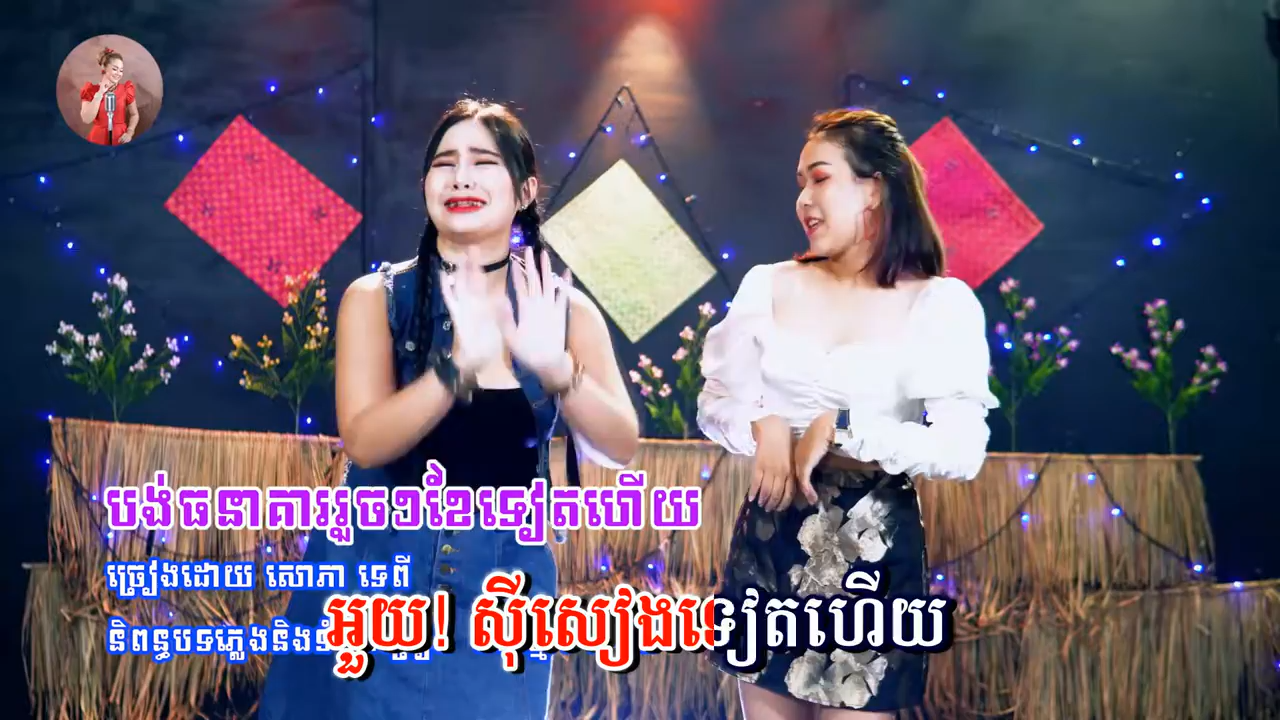 បង់ធនាគាររួច១ខែទៀតហើយ
ច្រៀងដោយ សោភា ទេពី
និពន្ធបទភ្លេងនិង
អួយ! ស៊ីសៀងទៀតហើយ